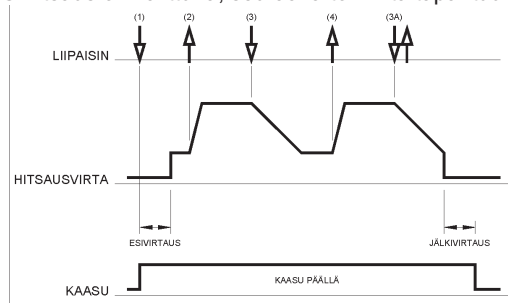 (1) (2) (3) (4) (3A)
LIIPAISIN
HITSAUSVIRTA
ESIVIRTAUS JÄLKIVIRTAUS
KAASU PÄÄLLÄ
KAASU